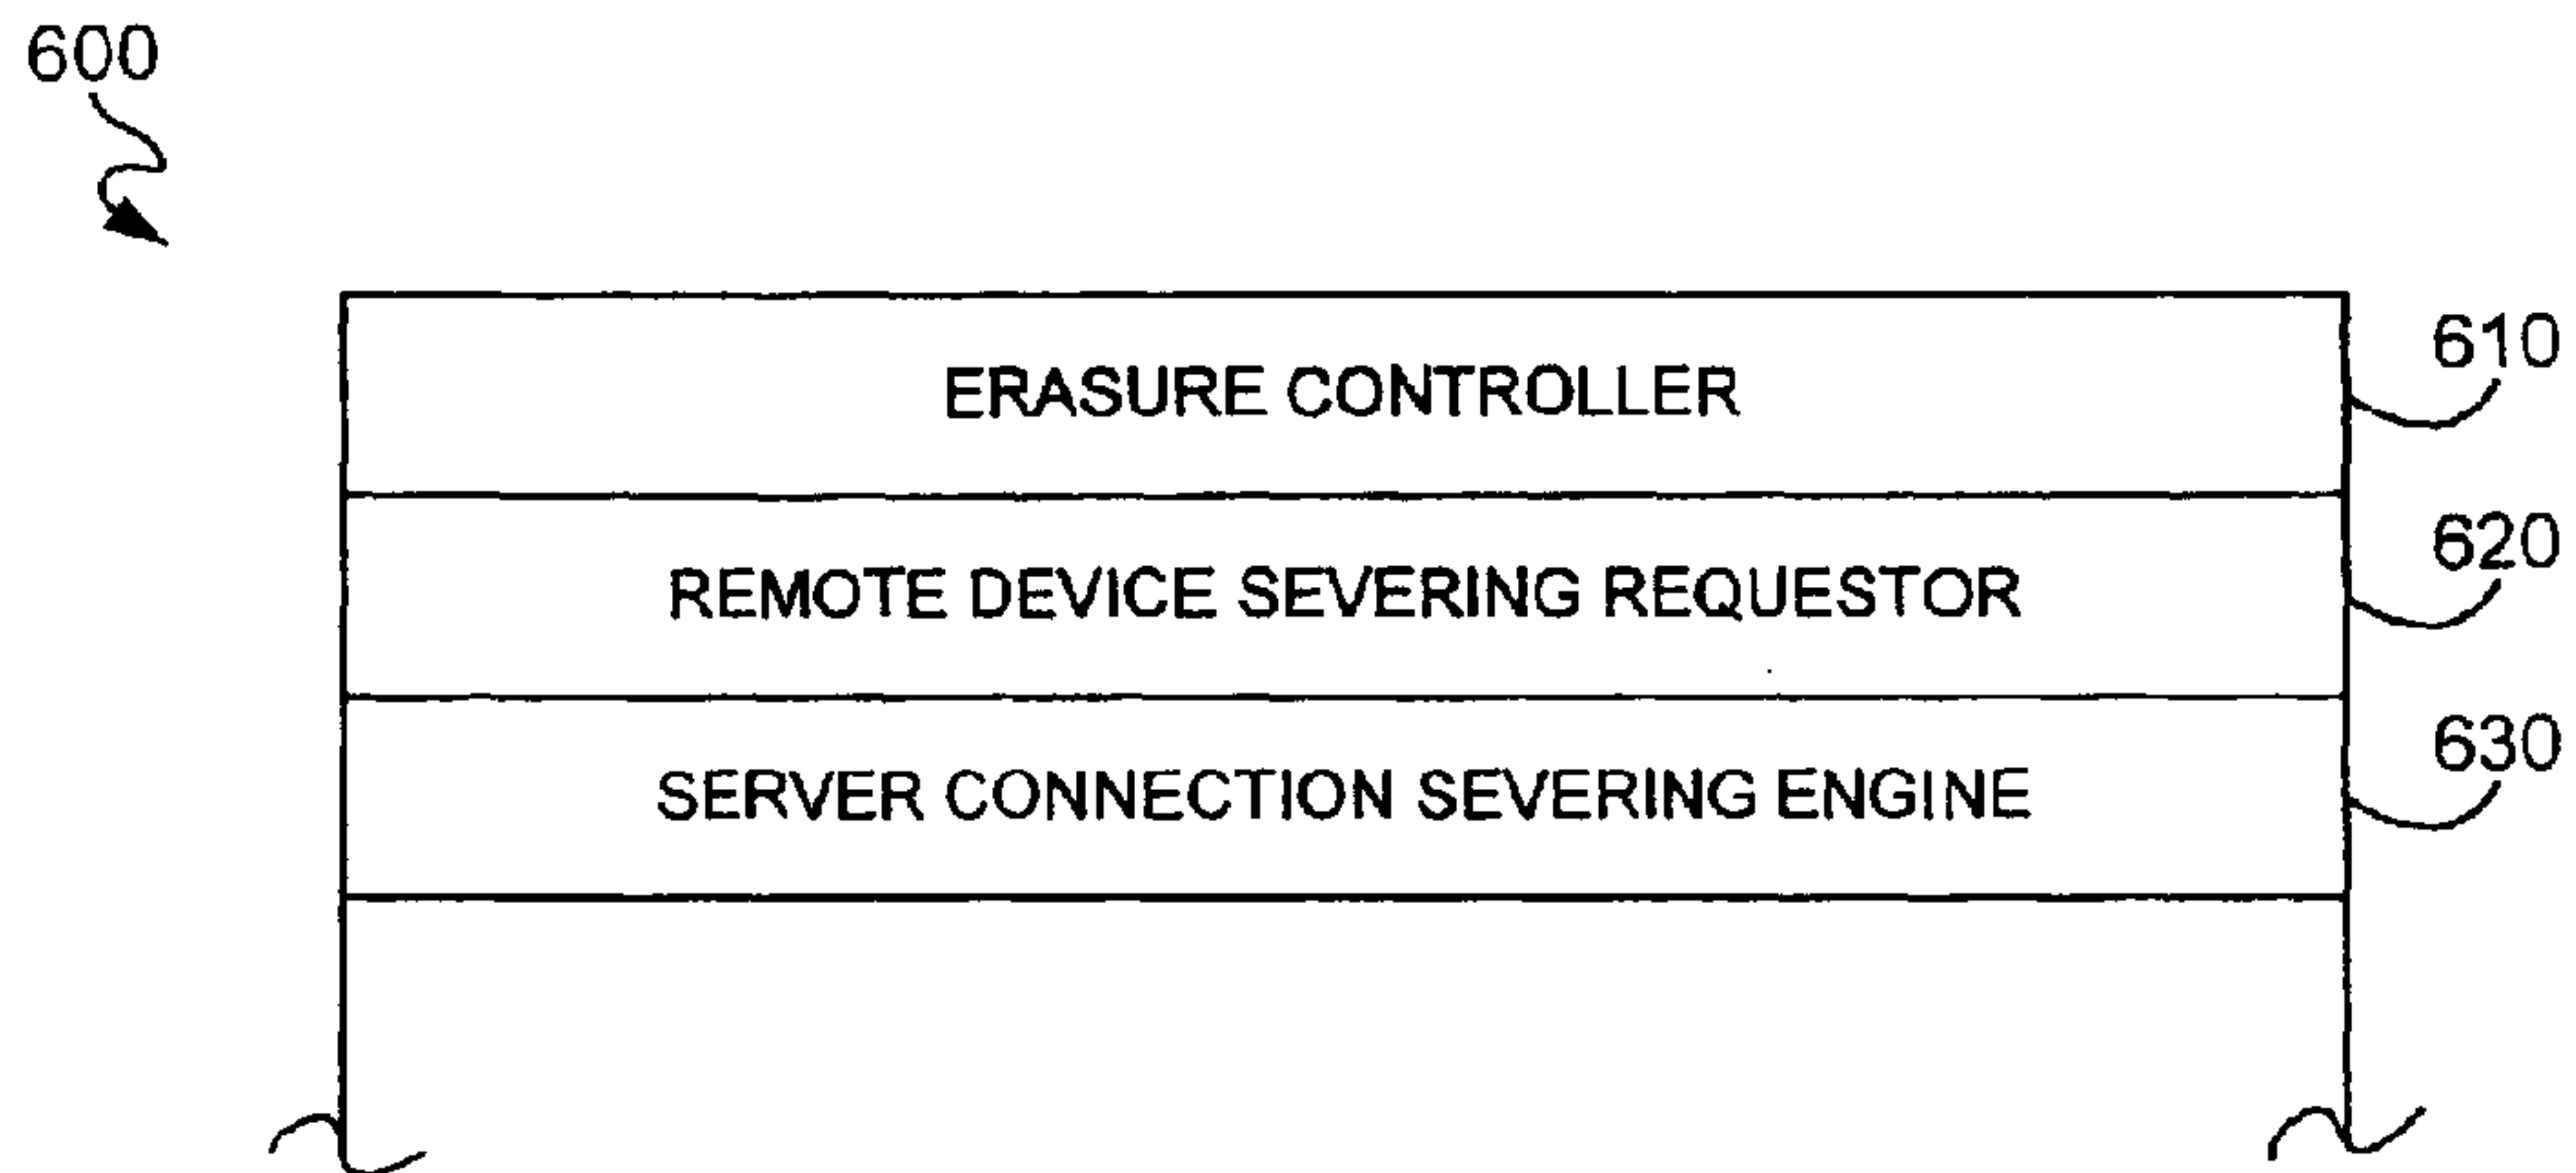 600
ERASURE CONTROLLER
610
REMOTE DEVICE SEVERING REQUESTOR
620
SERVER CONNECTION SEVERING ENGINE
630